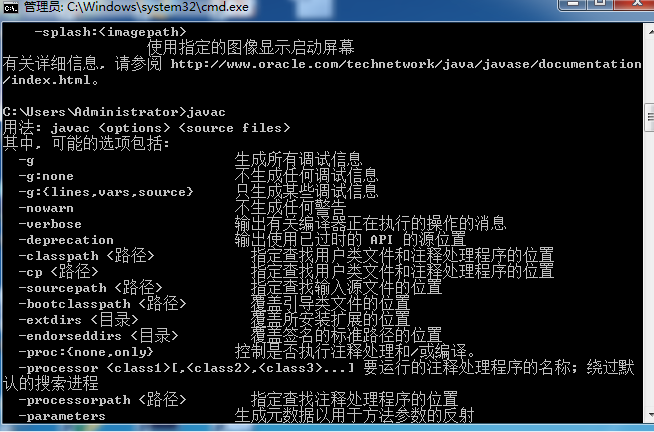 管理员: C:\Windows\system32\cmd.exe
-splash:<imagepath>
使用指定的图像显示启动屏幕
有关详细信息, 请参阅 http://www.oracle.com/technetwork/java/javase/documentation
/index.html。
C:\Users\Administrator>javac
用法: javac <options> <source files>
其中, 可能的选项包括:
-g 生成所有调试信息
-g:none 不生成任何调试信息
-g:{lines,vars,source} 只生成某些调试信息
-nowarn 不生成任何警告
-verbose 输出有关编译器正在执行的操作的消息
-deprecation 输出使用已过时的 API 的源位置
-classpath <路径> 指定查找用户类文件和注释处理程序的位置
-cp <路径> 指定查找用户类文件和注释处理程序的位置
-sourcepath <路径> 指定查找输入源文件的位置
-bootclasspath <路径> 覆盖引导类文件的位置
-extdirs <目录> 覆盖所安装扩展的位置
-endorseddirs <目录> 覆盖签名的标准路径的位置
-proc:{none,only} 控制是否执行注释处理和/或编译。
-processor <class1>[,<class2>,<class3>...] 要运行的注释处理程序的名称; 绕过默
认的搜索进程
-processorpath <路径> 指定查找注释处理程序的位置
-parameters 生成元数据以用于方法参数的反射